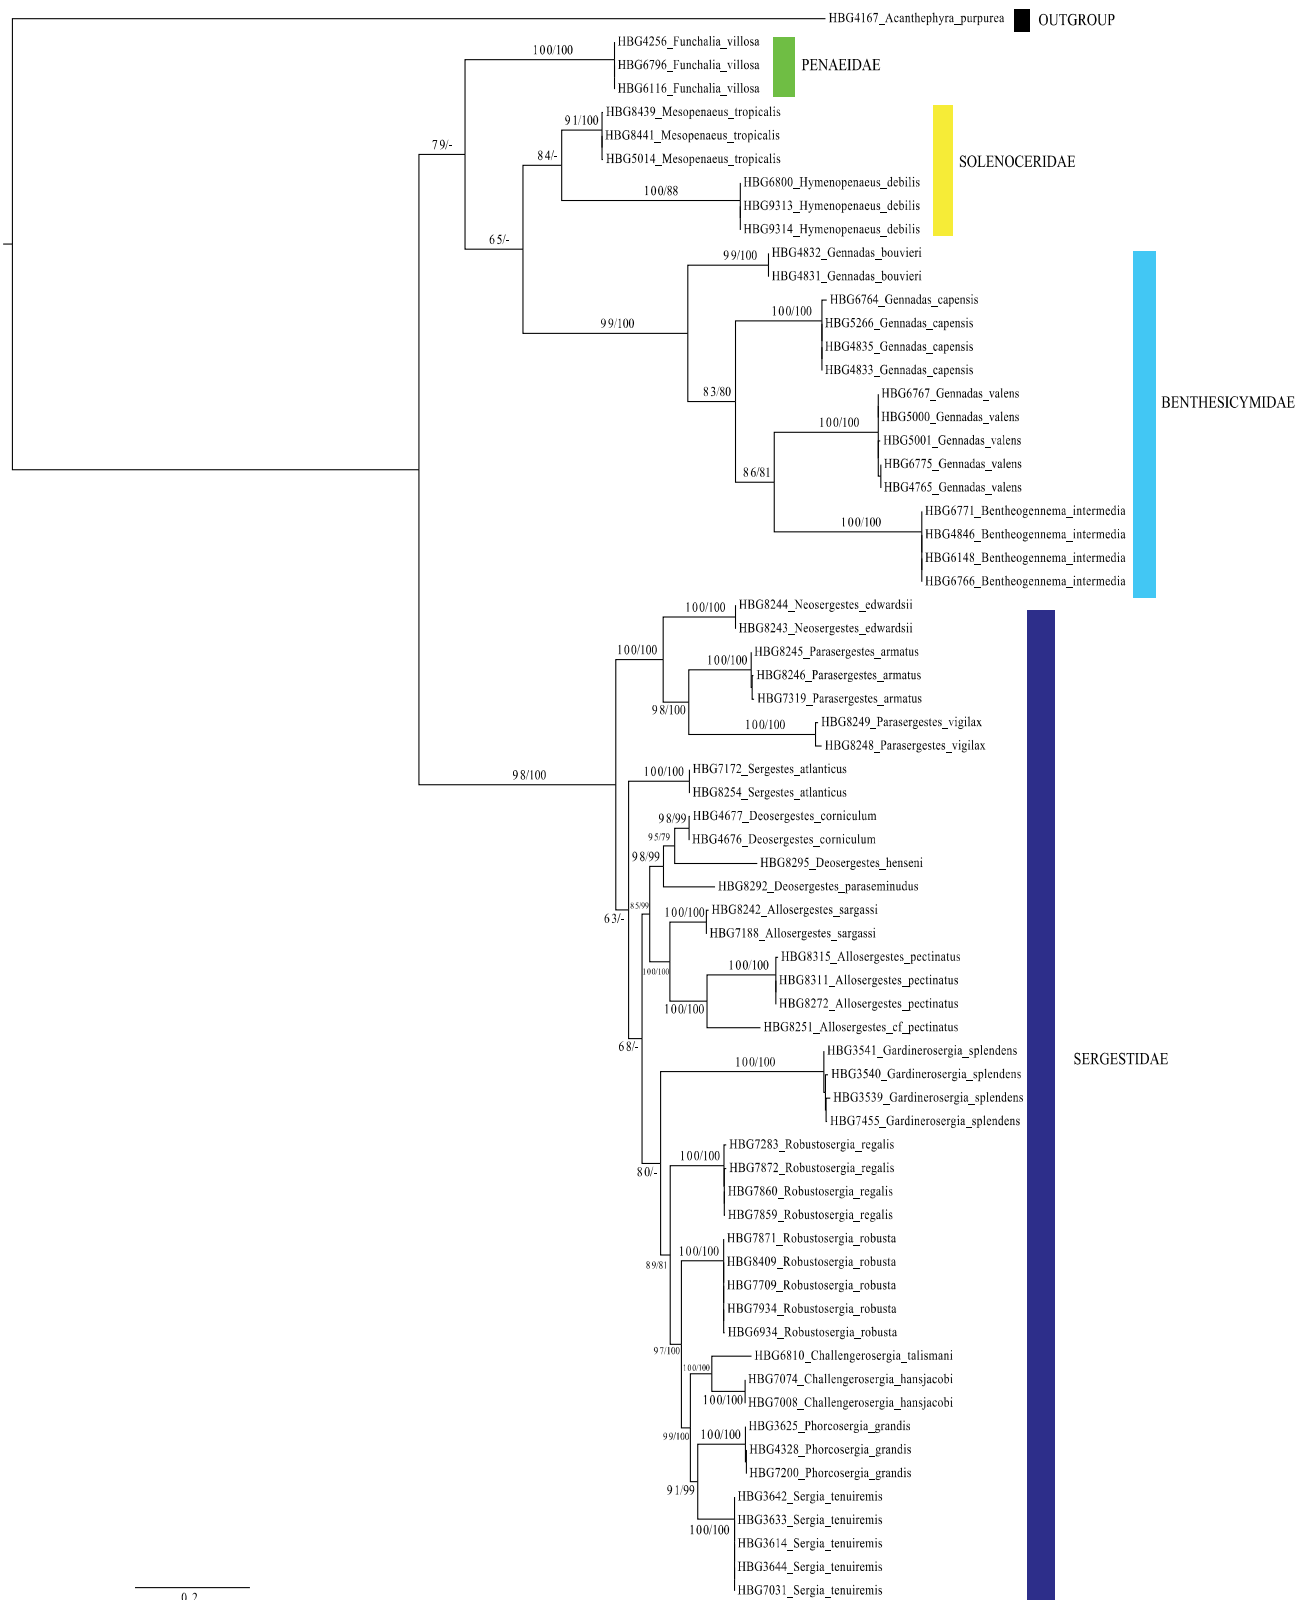 HBG4167_Acanthephyra_purpurea
OUTGROUP
HBG4256_Funchalia_villosa
100/100
HBG6796_Funchalia_villosa
PENAEIDAE
HBG6116_Funchalia_villosa
HBG8439_Mesopenaeus_tropicalis
91/100
HBG8441_Mesopenaeus_tropicalis
79/-
84/-
HBG5014_Mesopenaeus_tropicalis
SOLENOCERIDAE
HBG6800_Hymenopenaeus_debilis
100/88
HBG9313_Hymenopenaeus_debilis
HBG9314_Hymenopenaeus_debilis
65/-
HBG4832_Gennadas_bouvieri
99/100
HBG4831_Gennadas_bouvieri
HBG6764_Gennadas_capensis
100/100
HBG5266_Gennadas_capensis
99/100
HBG4835_Gennadas_capensis
HBG4833_Gennadas_capensis
83/80
HBG6767_Gennadas_valens
BENTHESICYMIDAE
HBG5000_Gennadas_valens
100/100
HBG5001_Gennadas_valens
HBG6775_Gennadas_valens
86/81
HBG4765_Gennadas_valens
HBG6771_Bentheogennema_intermedia
100/100
HBG4846_Bentheogennema_intermedia
HBG6148_Bentheogennema_intermedia
HBG6766_Bentheogennema_intermedia
HBG8244_Neosergestes_edwardsii
100/100
HBG8243_Neosergestes_edwardsii
100/100
HBG8245_Parasergestes_armatus
100/100
HBG8246_Parasergestes_armatus
HBG7319_Parasergestes_armatus
98/100
HBG8249_Parasergestes_vigilax
100/100
HBG8248_Parasergestes_vigilax
98/100
HBG7172_Sergestes_atlanticus
100/100
HBG8254_Sergestes_atlanticus
HBG4677_Deosergestes_corniculum
98/99
95/79
HBG4676_Deosergestes_corniculum
98/99
HBG8295_Deosergestes_henseni
HBG8292_Deosergestes_paraseminudus
85/99
63/-
HBG8242_Allosergestes_sargassi
100/100
HBG7188_Allosergestes_sargassi
HBG8315_Allosergestes_pectinatus
100/100
100/100
HBG8311_Allosergestes_pectinatus
HBG8272_Allosergestes_pectinatus
100/100
HBG8251_Allosergestes_cf_pectinatus
68/-
HBG3541_Gardinerosergia_splendens
100/100
SERGESTIDAE
HBG3540_Gardinerosergia_splendens
HBG3539_Gardinerosergia_splendens
HBG7455_Gardinerosergia_splendens
HBG7283_Robustosergia_regalis
100/100
80/-
HBG7872_Robustosergia_regalis
HBG7860_Robustosergia_regalis
HBG7859_Robustosergia_regalis
HBG7871_Robustosergia_robusta
100/100
89/81
HBG8409_Robustosergia_robusta
HBG7709_Robustosergia_robusta
HBG7934_Robustosergia_robusta
HBG6934_Robustosergia_robusta
97/100
HBG6810_Challengerosergia_talismani
100/100
HBG7074_Challengerosergia_hansjacobi
100/100
HBG7008_Challengerosergia_hansjacobi
HBG3625_Phorcosergia_grandis
99/100
100/100
HBG4328_Phorcosergia_grandis
HBG7200_Phorcosergia_grandis
91/99
HBG3642_Sergia_tenuiremis
HBG3633_Sergia_tenuiremis
100/100
HBG3614_Sergia_tenuiremis
HBG3644_Sergia_tenuiremis
HBG7031_Sergia_tenuiremis
0.2